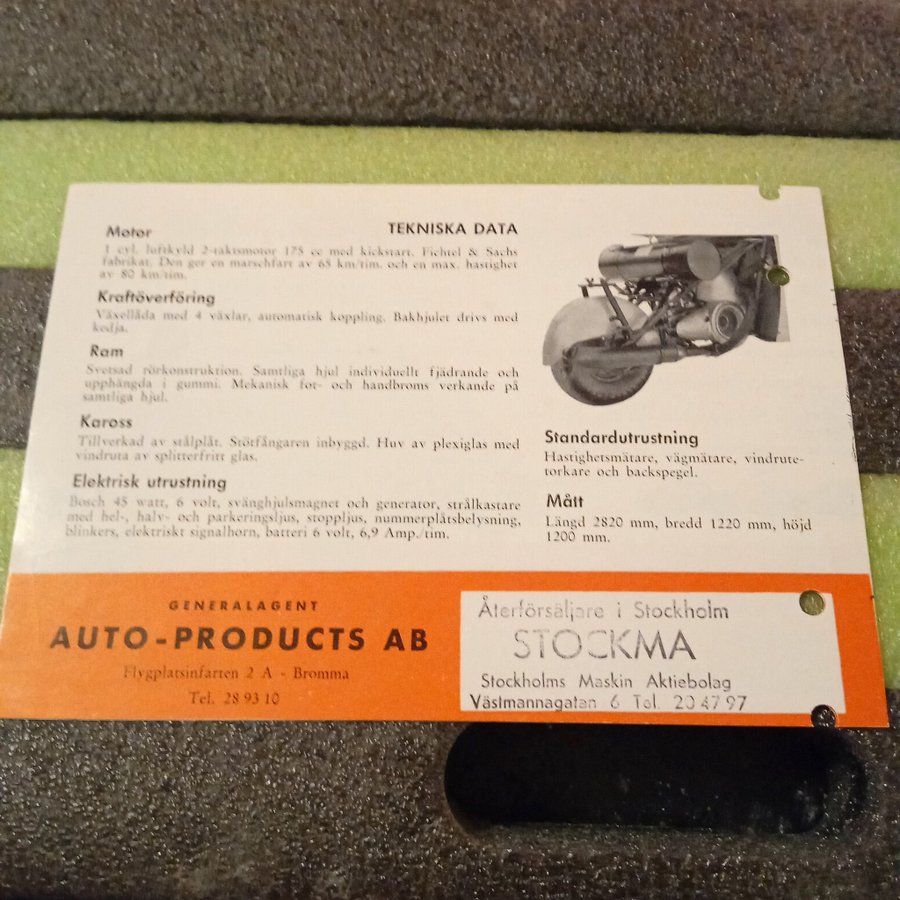 TEKNISKA DATA
Motor
1 cyl. luftkyld 2-taktsmotor 175 cc med kickstart. Fichtel & Sachs
fabrikat. Den ger en marschfart av 65 km/tim. och en max. hastighet
av 80 km/tim.
Kraftöverföring
Växellåda med 4 växlar, automatisk koppling. Bakhjulet drivs med
kedja.
Ram
Svetsad rörkonstruktion. Samtliga hjul individuellt fjädrande och
upphängda i gummi. Mekanisk fot- och handbroms verkande på
samtliga hjul.
Kaross
Tillverkad av stålplåt. Stötfångaren inbyggd. Huv av plexiglas med
vindruta av splitterfritt glas.
Elektrisk utrustning
Bosch 45 watt, 6 volt, svänghjulsmagnet och generator, strålkastare
med hel-, halv- och parkeringsljus, stoppljus, nummerplåtsbelysning,
blinkers, elektriskt signalhorn, batteri 6 volt, 6,9 Amp./tim.
Standardutrustning
Hastighetsmätare, vägmätare, vindrute-
torkare och backspegel.
Mått
Längd 2820 mm, bredd 1220 mm, höjd
1200 mm.
GENERALAGENT
AUTO-PRODUCTS AB
Flygplatsinfarten 2 A - Bromma
Tel. 28 93 10
Återförsäljare i Stockholm
STOCKMA
Stockholms Maskin Aktiebolag
Västmannagatan 6 Tel. 20 47 97